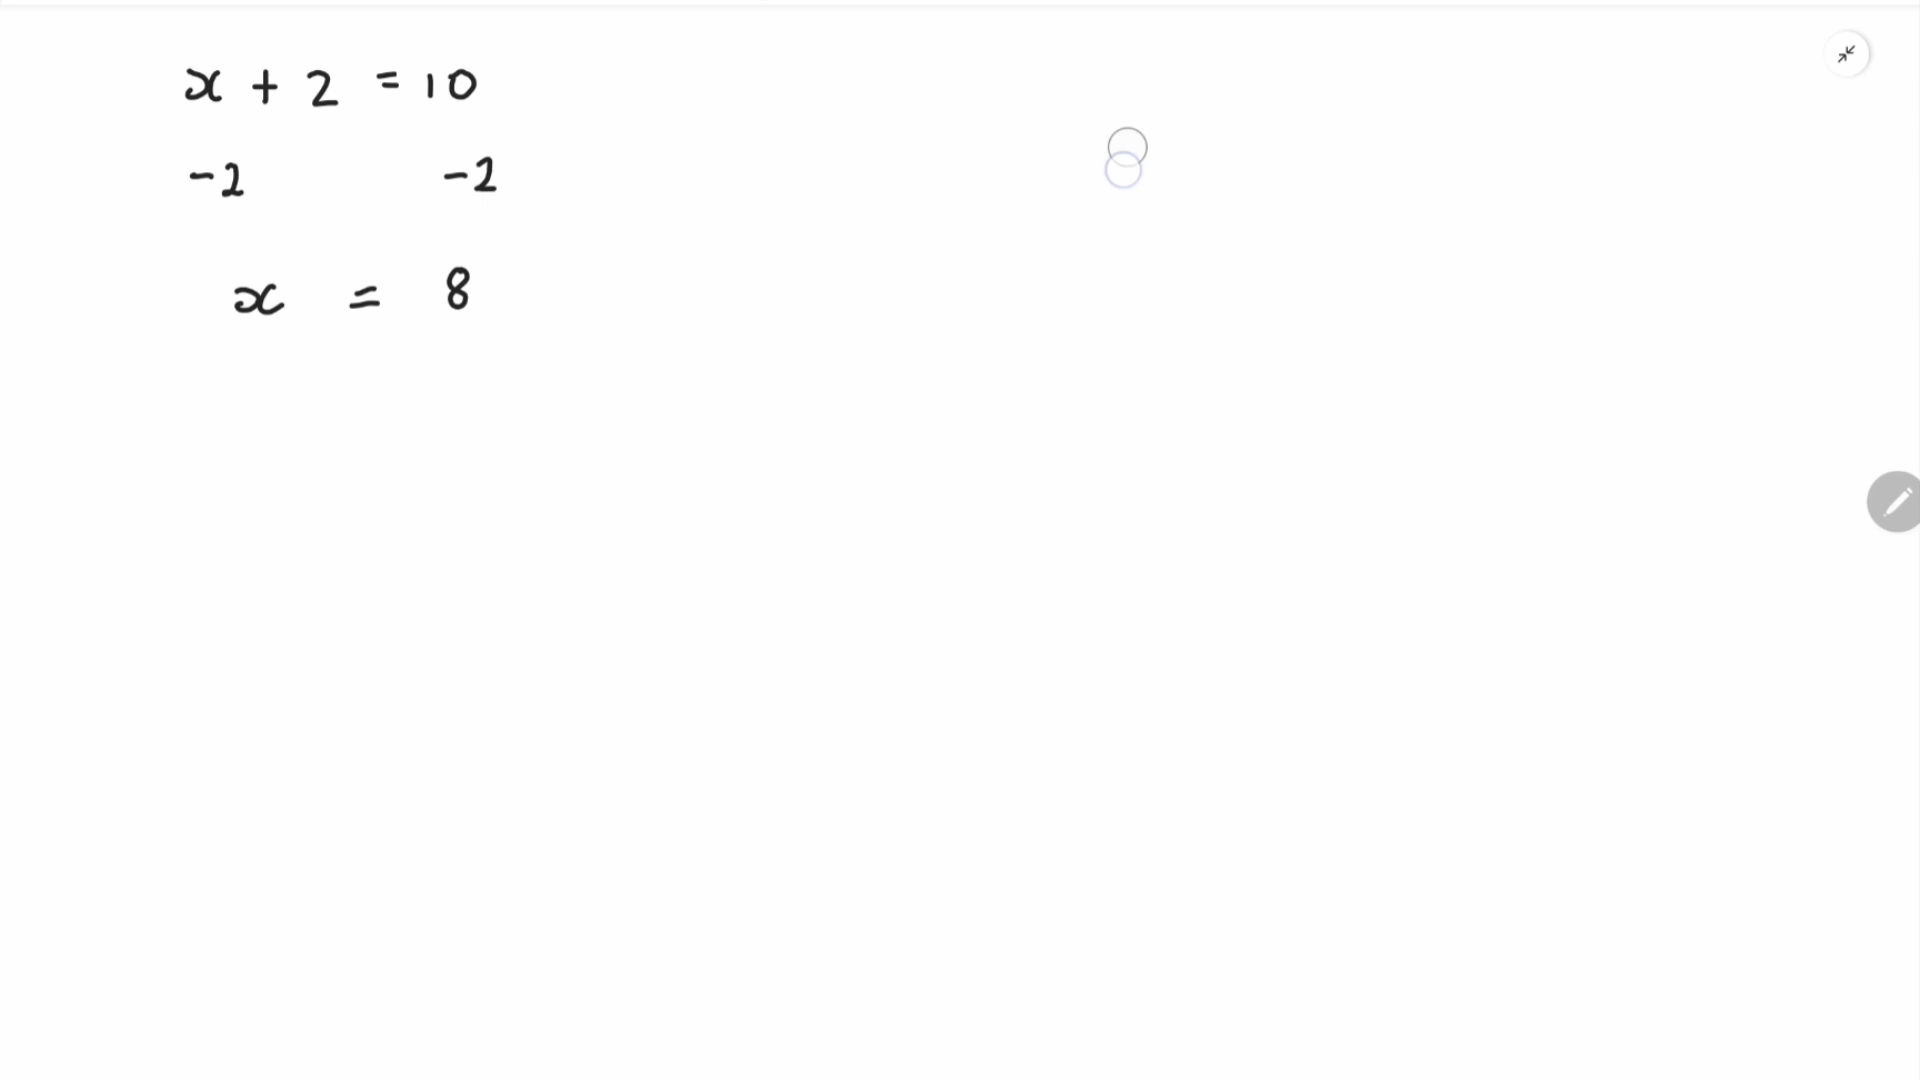 x + 2 = 10
-2 -2
x = 8